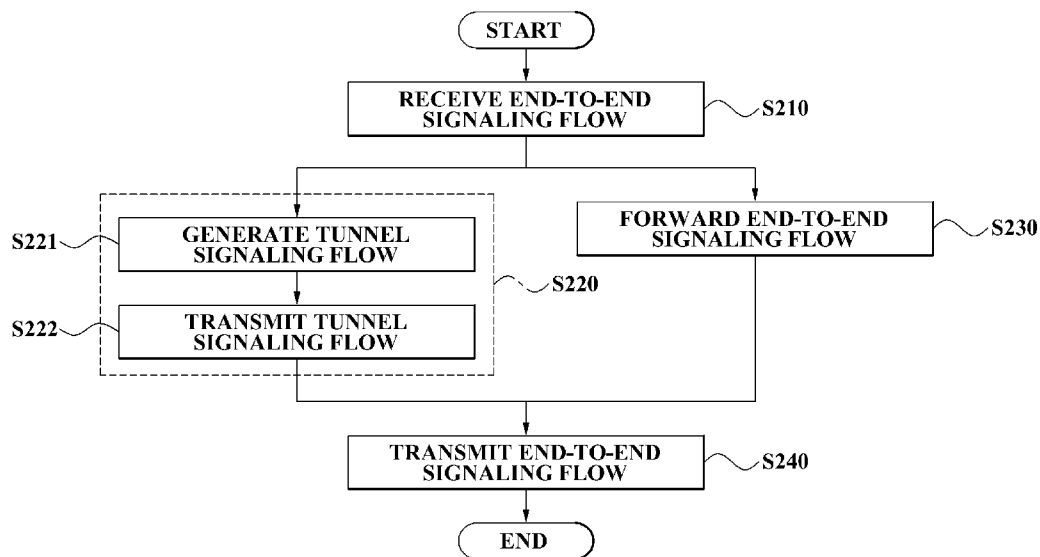 START
RECEIVE END-TO-END
SIGNALING FLOW
S210
S221
GENERATE TUNNEL
SIGNALING FLOW
FORWARD END-TO-END
SIGNALING FLOW
S230
S220
S222
TRANSMIT TUNNEL
SIGNALING FLOW
TRANSMIT END-TO-END
SIGNALING FLOW
S240
END